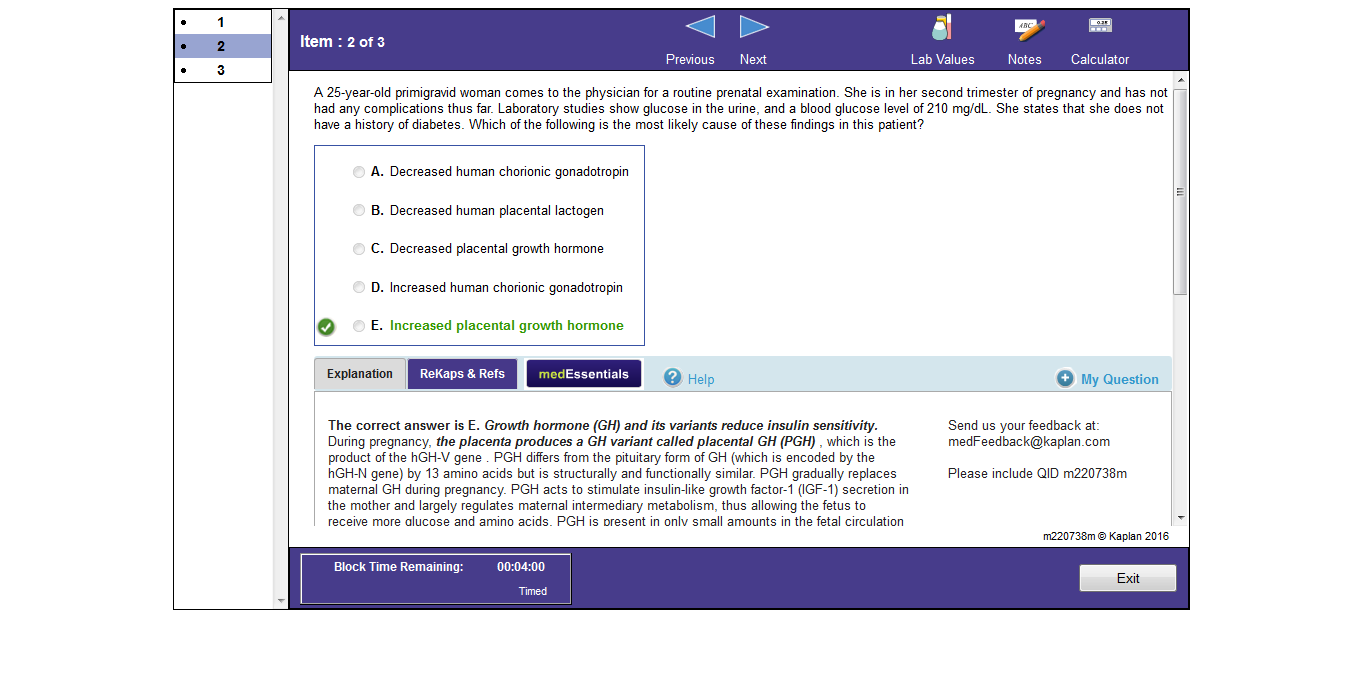 1
2
3
Item : 2 of 3
Previous
Next
Lab Values
Notes
Calculator
A 25-year-old primigravid woman comes to the physician for a routine prenatal examination. She is in her second trimester of pregnancy and has not
had any complications thus far. Laboratory studies show glucose in the urine, and a blood glucose level of 210 mg/dL. She states that she does not
have a history of diabetes. Which of the following is the most likely cause of these findings in this patient?
A. Decreased human chorionic gonadotropin
B. Decreased human placental lactogen
C. Decreased placental growth hormone
D. Increased human chorionic gonadotropin
E. Increased placental growth hormone
Explanation
ReKaps & Refs
medEssentials
? Help
+ My Question
The correct answer is E. Growth hormone (GH) and its variants reduce insulin sensitivity.
During pregnancy, the placenta produces a GH variant called placental GH (PGH) , which is the
product of the hGH-V gene . PGH differs from the pituitary form of GH (which is encoded by the
hGH-N gene) by 13 amino acids but is structurally and functionally similar. PGH gradually replaces
maternal GH during pregnancy. PGH acts to stimulate insulin-like growth factor-1 (IGF-1) secretion in
the mother and largely regulates maternal intermediary metabolism, thus allowing the fetus to
receive more glucose and amino acids. PGH is present in only small amounts in the fetal circulation
Send us your feedback at:
medFeedback@kaplan.com
Please include QID m220738m
m220738m © Kaplan 2016
Block Time Remaining: 00:04:00
Timed
Exit